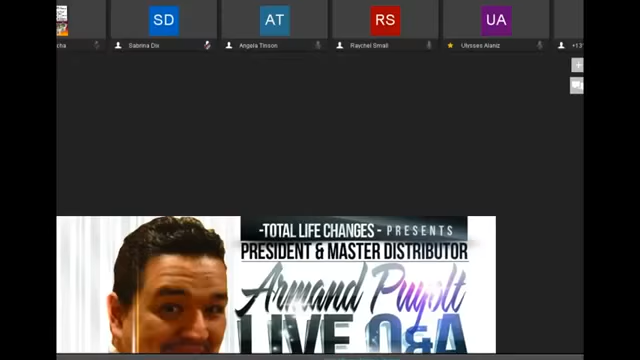 SD
AT
RS
UA
cha
Sabrina Dix
Angela Tinson
Raychel Small
Ulysses Alaniz
-TOTAL LIFE CHANGES- PRESENTS
PRESIDENT & MASTER DISTRIBUTOR
Armand Puyolt
LIVE Q&A